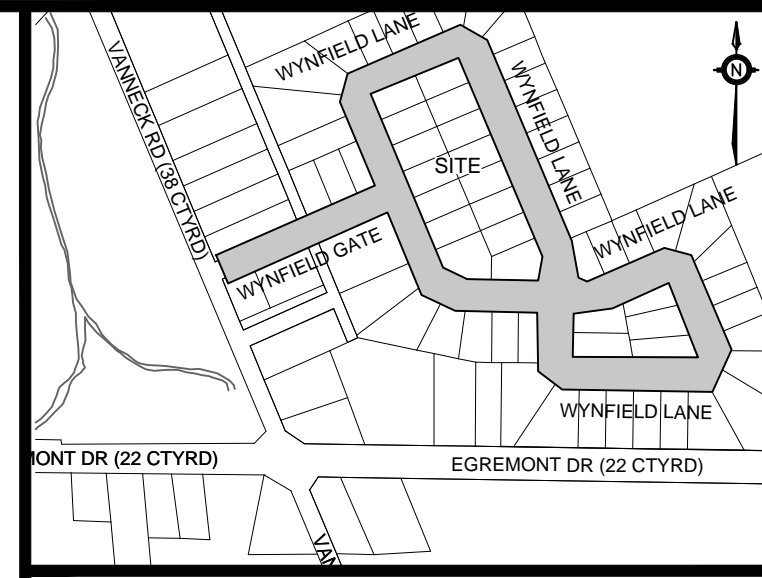 WYNFIELD LANE
VANNECK RD (38 CTYRD)
WYNFIELD LANE
N
SITE
WYNFIELD LANE
WYNFIELD GATE
WYNFIELD LANE
MONT DR (22 CTYRD)
EGREMONT DR (22 CTYRD)
VAN